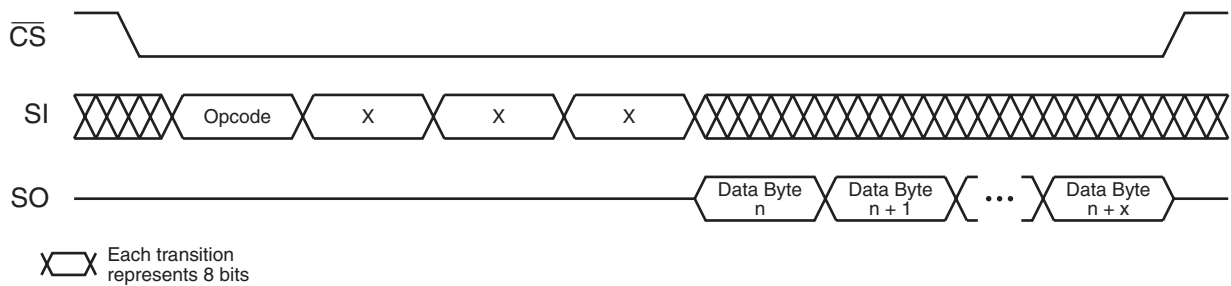 CS
SI
Opcode X X X
SO
Data Byte n
Data Byte n + 1
•••
Data Byte n + x
Each transition
represents 8 bits